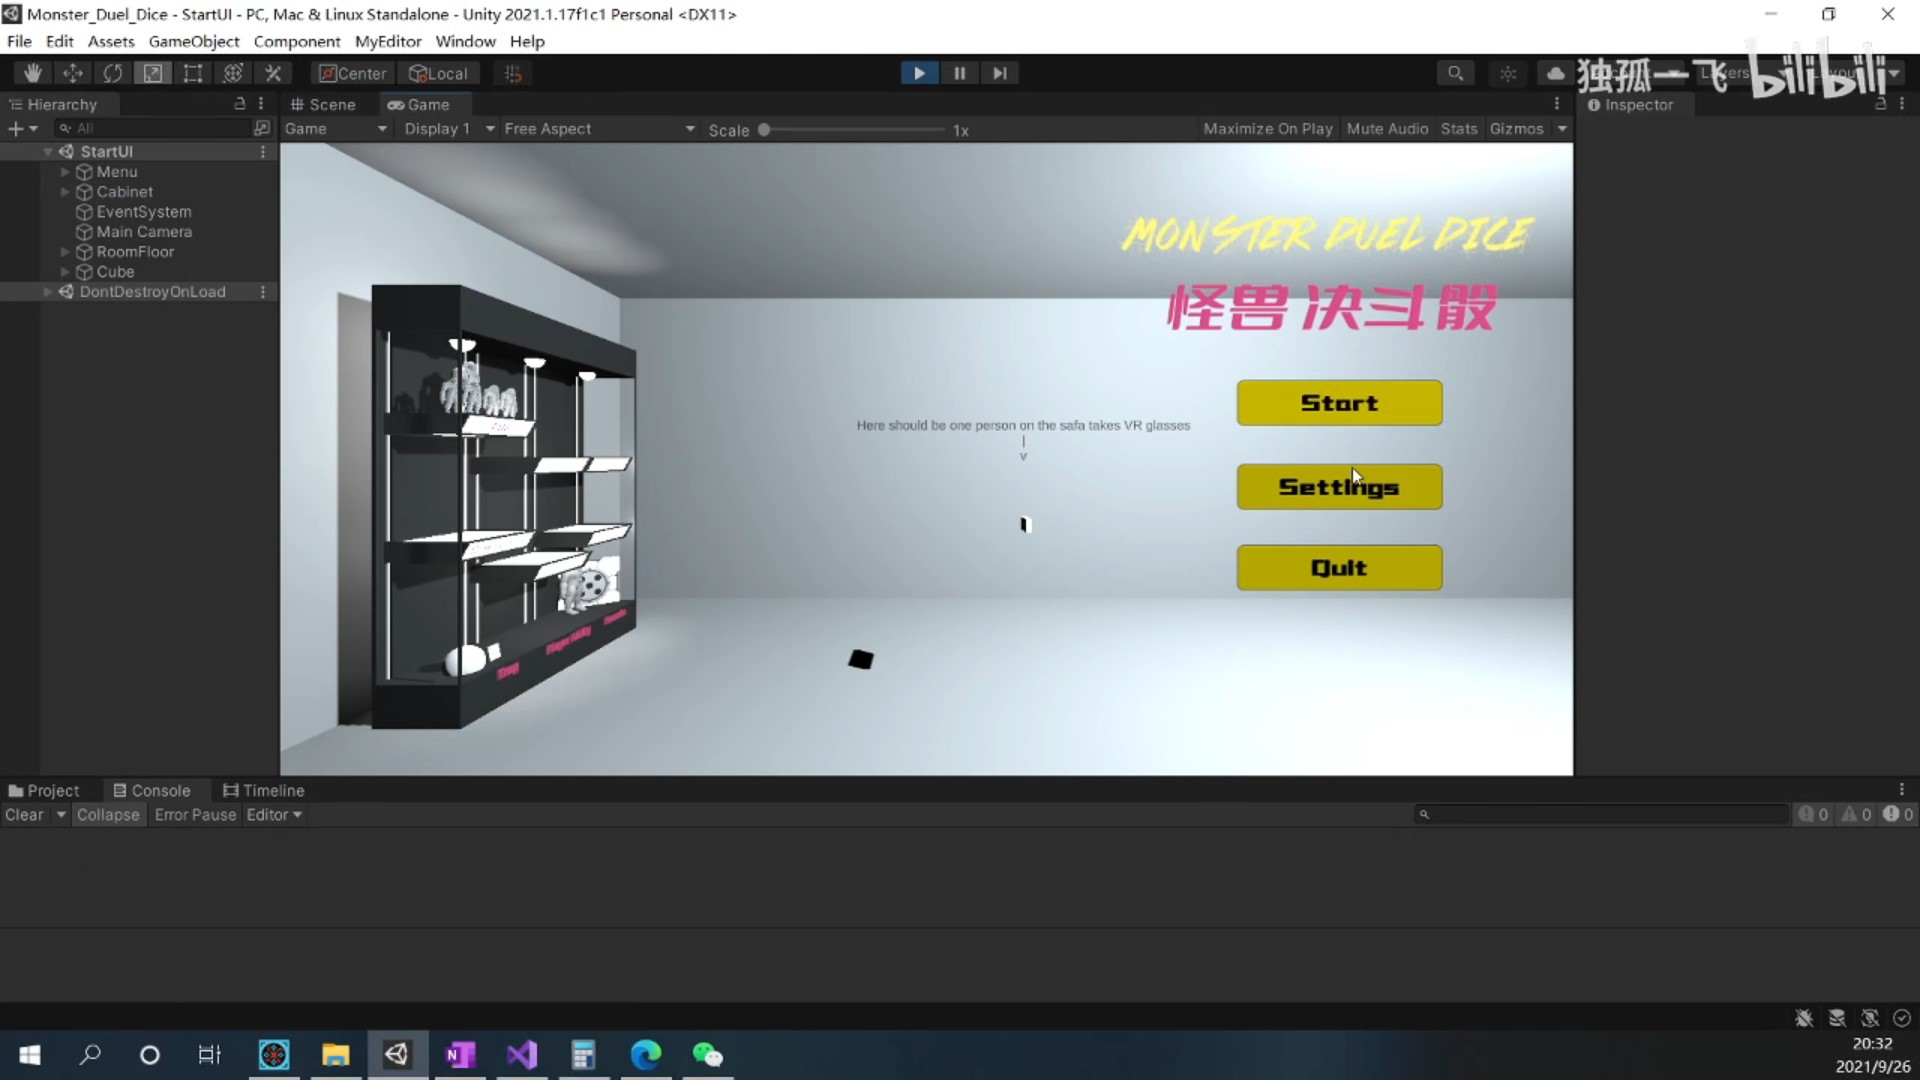 Monster_Duel_Dice - StartUI - PC, Mac & Linux Standalone - Unity 2021.1.17f1c1 Personal <DX11>
File Edit Assets GameObject Component MyEditor Window Help
Center Local
独孤一飞 bilibili
Layers
Hierarchy
All
StartUI
Menu
Cabinet
EventSystem
Main Camera
RoomFloor
Cube
DontDestroyOnLoad
Scene Game
Game Display 1 Free Aspect Scale 1x Maximize On Play Mute Audio Stats Gizmos
Inspector
MONSTER DUEL DICE
怪兽 决斗 骰
Here should be one person on the safa takes VR glasses
|
v
Start
Settings
Quit
Project Console Timeline
Clear Collapse Error Pause Editor
0 0 0
20:32
2021/9/26